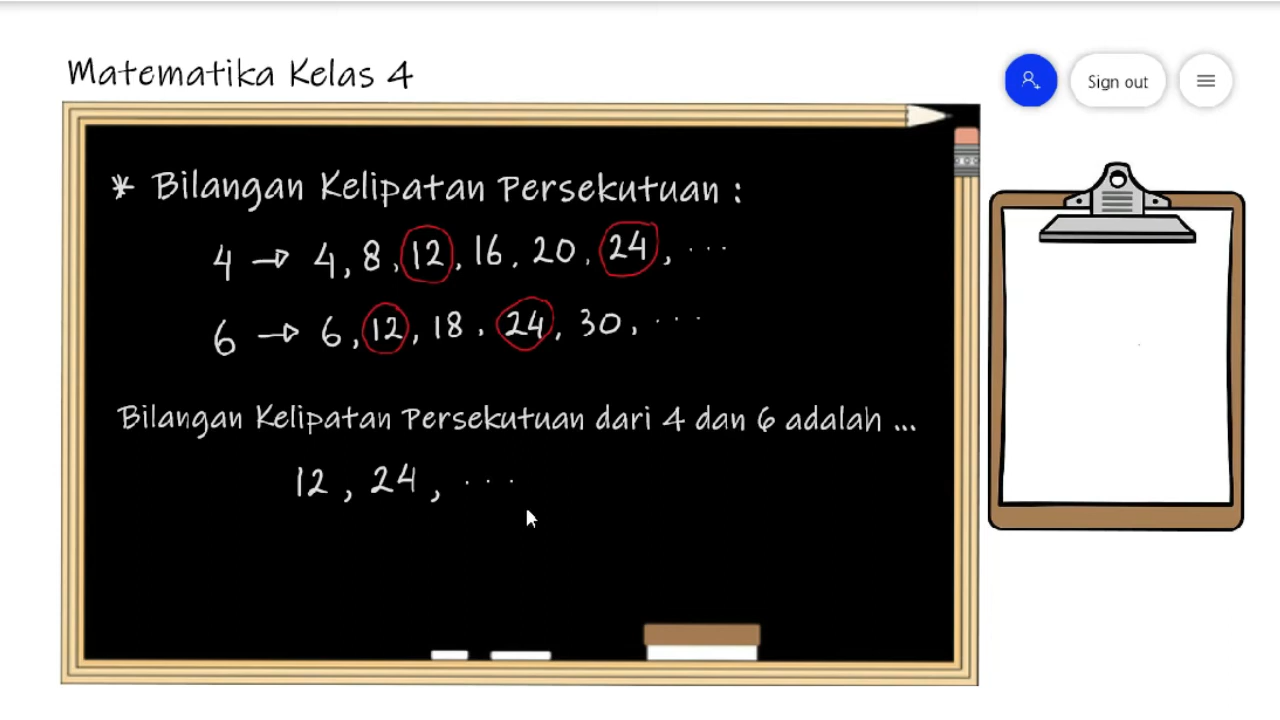 Matematika Kelas 4
Sign out
* Bilangan Kelipatan Persekutuan :
4 → 4, 8, 12, 16, 20, 24, ...
6 → 6, 12, 18, 24, 30, ...
Bilangan Kelipatan Persekutuan dari 4 dan 6 adalah ...
12, 24, ...